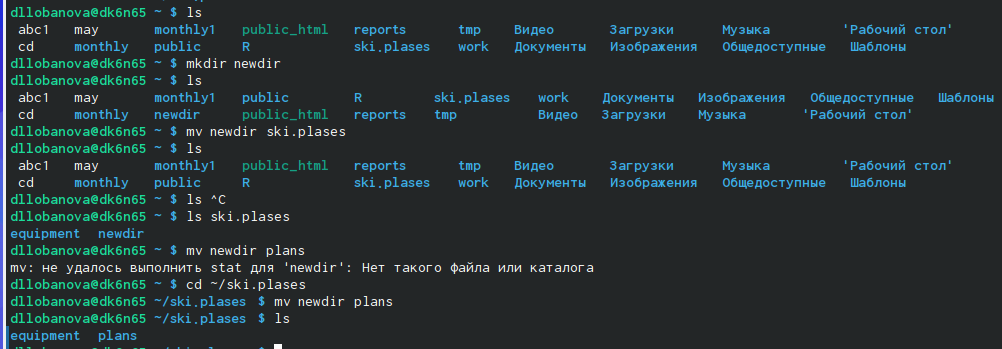 dllobanova@dk6n65 ~ $ ls
abc1 may monthly1 public_html reports tmp Видео Загрузки Музыка 'Рабочий стол'
cd monthly public R ski.plases work Документы Изображения Общедоступные Шаблоны
dllobanova@dk6n65 ~ $ mkdir newdir
dllobanova@dk6n65 ~ $ ls
abc1 may monthly1 public R ski.plases work Документы Изображения Общедоступные Шаблоны
cd monthly newdir public_html reports tmp Видео Загрузки Музыка 'Рабочий стол'
dllobanova@dk6n65 ~ $ mv newdir ski.plases
dllobanova@dk6n65 ~ $ ls
abc1 may monthly1 public_html reports tmp Видео Загрузки Музыка 'Рабочий стол'
cd monthly public R ski.plases work Документы Изображения Общедоступные Шаблоны
dllobanova@dk6n65 ~ $ ls ^C
dllobanova@dk6n65 ~ $ ls ski.plases
equipment newdir
dllobanova@dk6n65 ~ $ mv newdir plans
mv: не удалось выполнить stat для 'newdir': Нет такого файла или каталога
dllobanova@dk6n65 ~ $ cd ~/ski.plases
dllobanova@dk6n65 ~/ski.plases $ mv newdir plans
dllobanova@dk6n65 ~/ski.plases $ ls
equipment plans